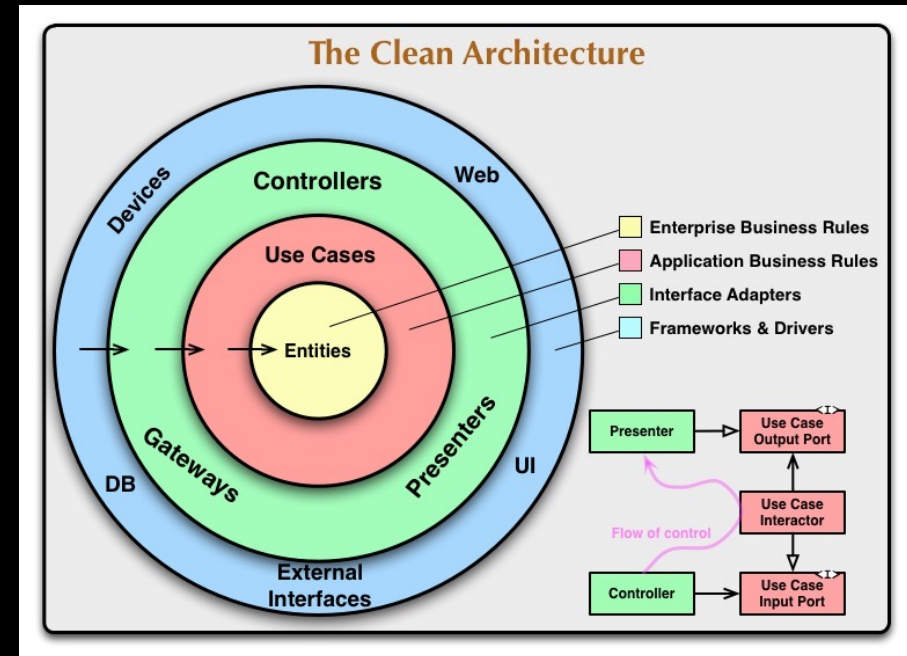 The Clean Architecture
Devices
Web
Controllers
Use Cases
Entities
Gateways
Presenters
DB
UI
External
Interfaces
Enterprise Business Rules
Application Business Rules
Interface Adapters
Frameworks & Drivers
Presenter
Use Case
Output Port
<I>
Use Case
Interactor
Flow of control
Controller
Use Case
Input Port
<I>